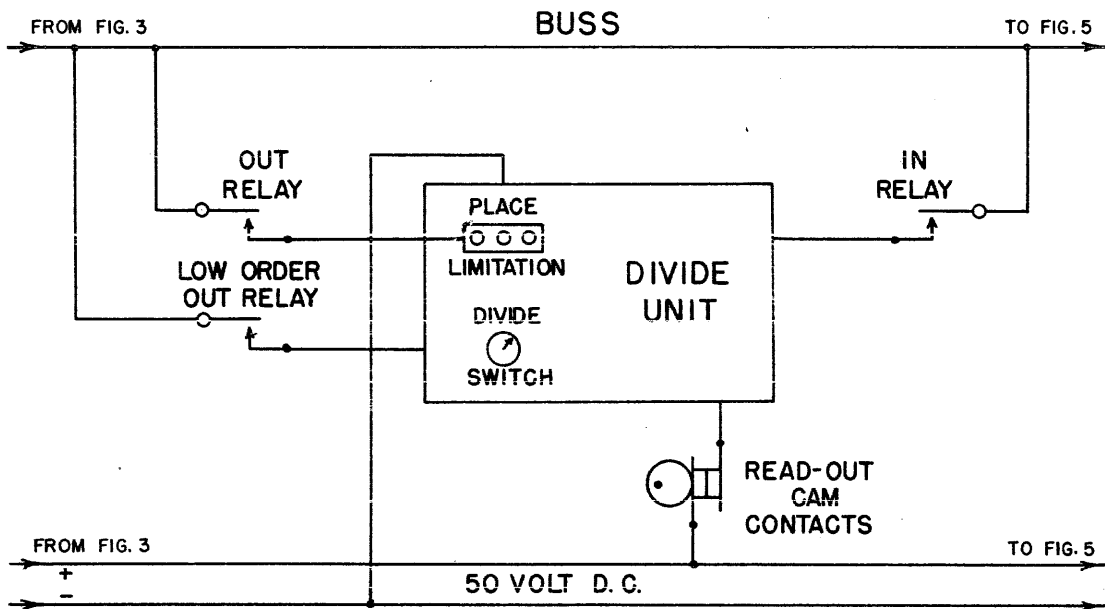 FROM FIG. 3
BUSS
TO FIG. 5
OUT
RELAY
IN
RELAY
PLACE
LIMITATION
LOW ORDER
OUT RELAY
DIVIDE
UNIT
DIVIDE
SWITCH
READ-OUT
CAM
CONTACTS
FROM FIG. 3
TO FIG. 5
+
50 VOLT D.C.
-